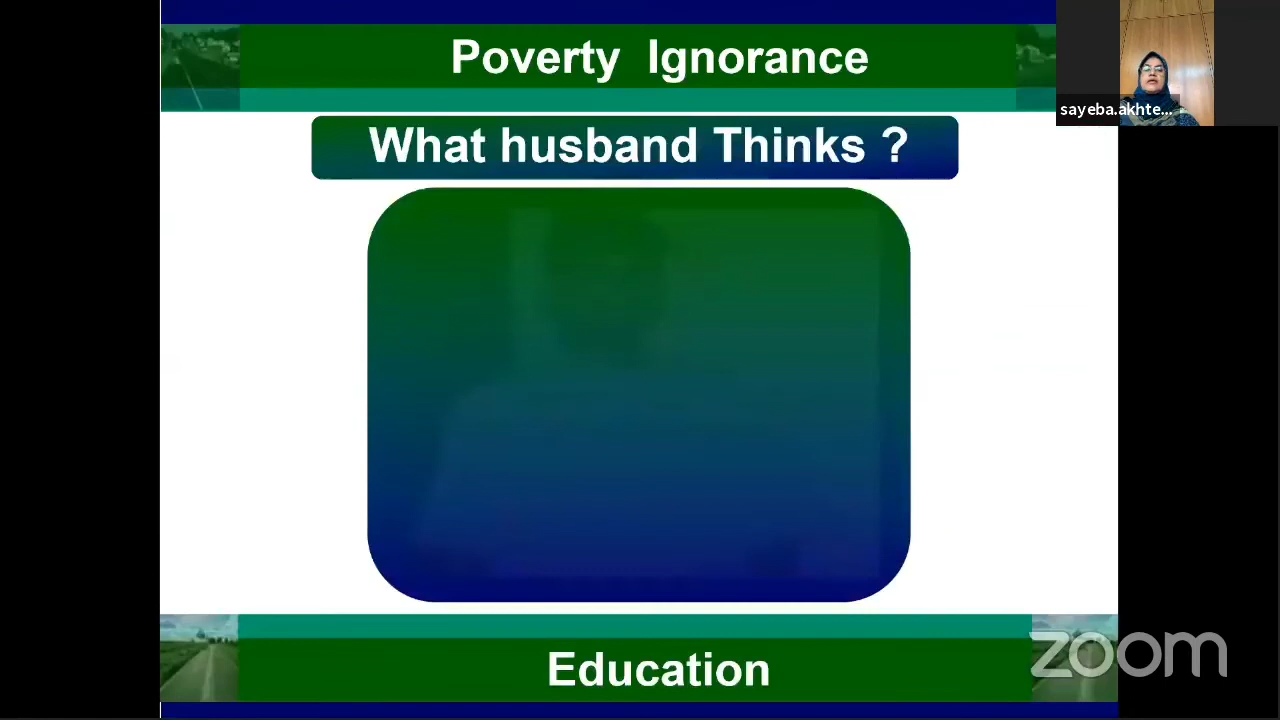 Poverty Ignorance
sayeba.akhte...
What husband Thinks ?
Education
zoom